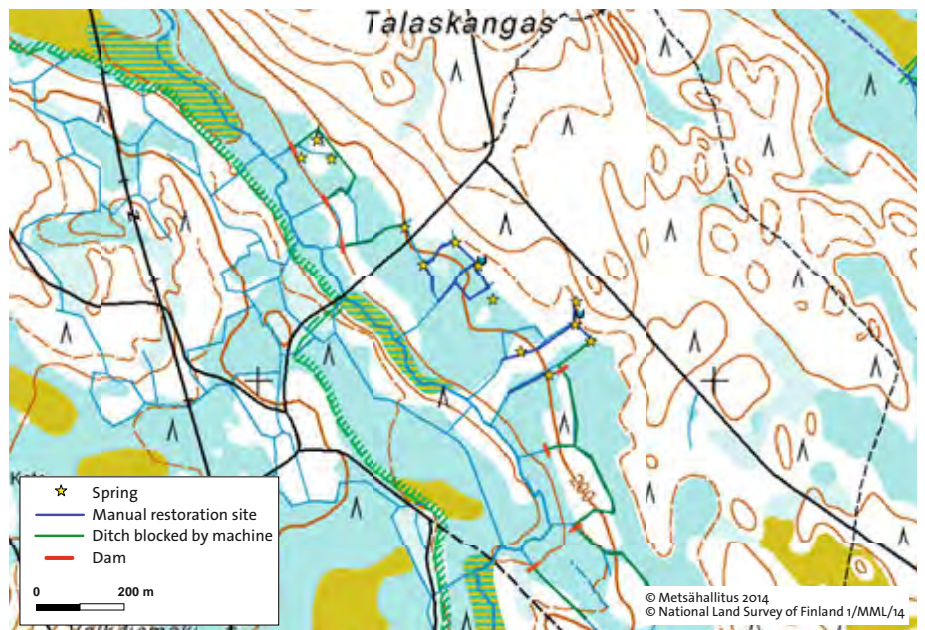 Talaskangas
200
Spring
Manual restoration site
Ditch blocked by machine
Dam
0
200 m
© Metsähallitus 2014
© National Land Survey of Finland 1/MML/14